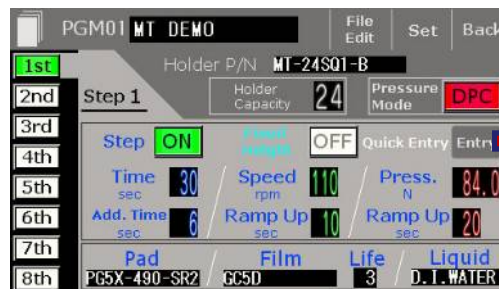 PGM01 MT DEMO File Edit Set Back
1st Holder P/N MT-24SQ1-B
2nd Step 1 Holder Capacity 24 Pressure Mode DPC
3rd
4th Step ON OFF Quick Entry Entr
5th Time sec 30 Speed rpm 110 Press. N 84.0
6th Add. Time sec 6 Ramp Up sec 10 Ramp Up sec 20
7th Pad Film Life Liquid
8th PG5X-490-SR2 GC5D 3 D.I.WATER